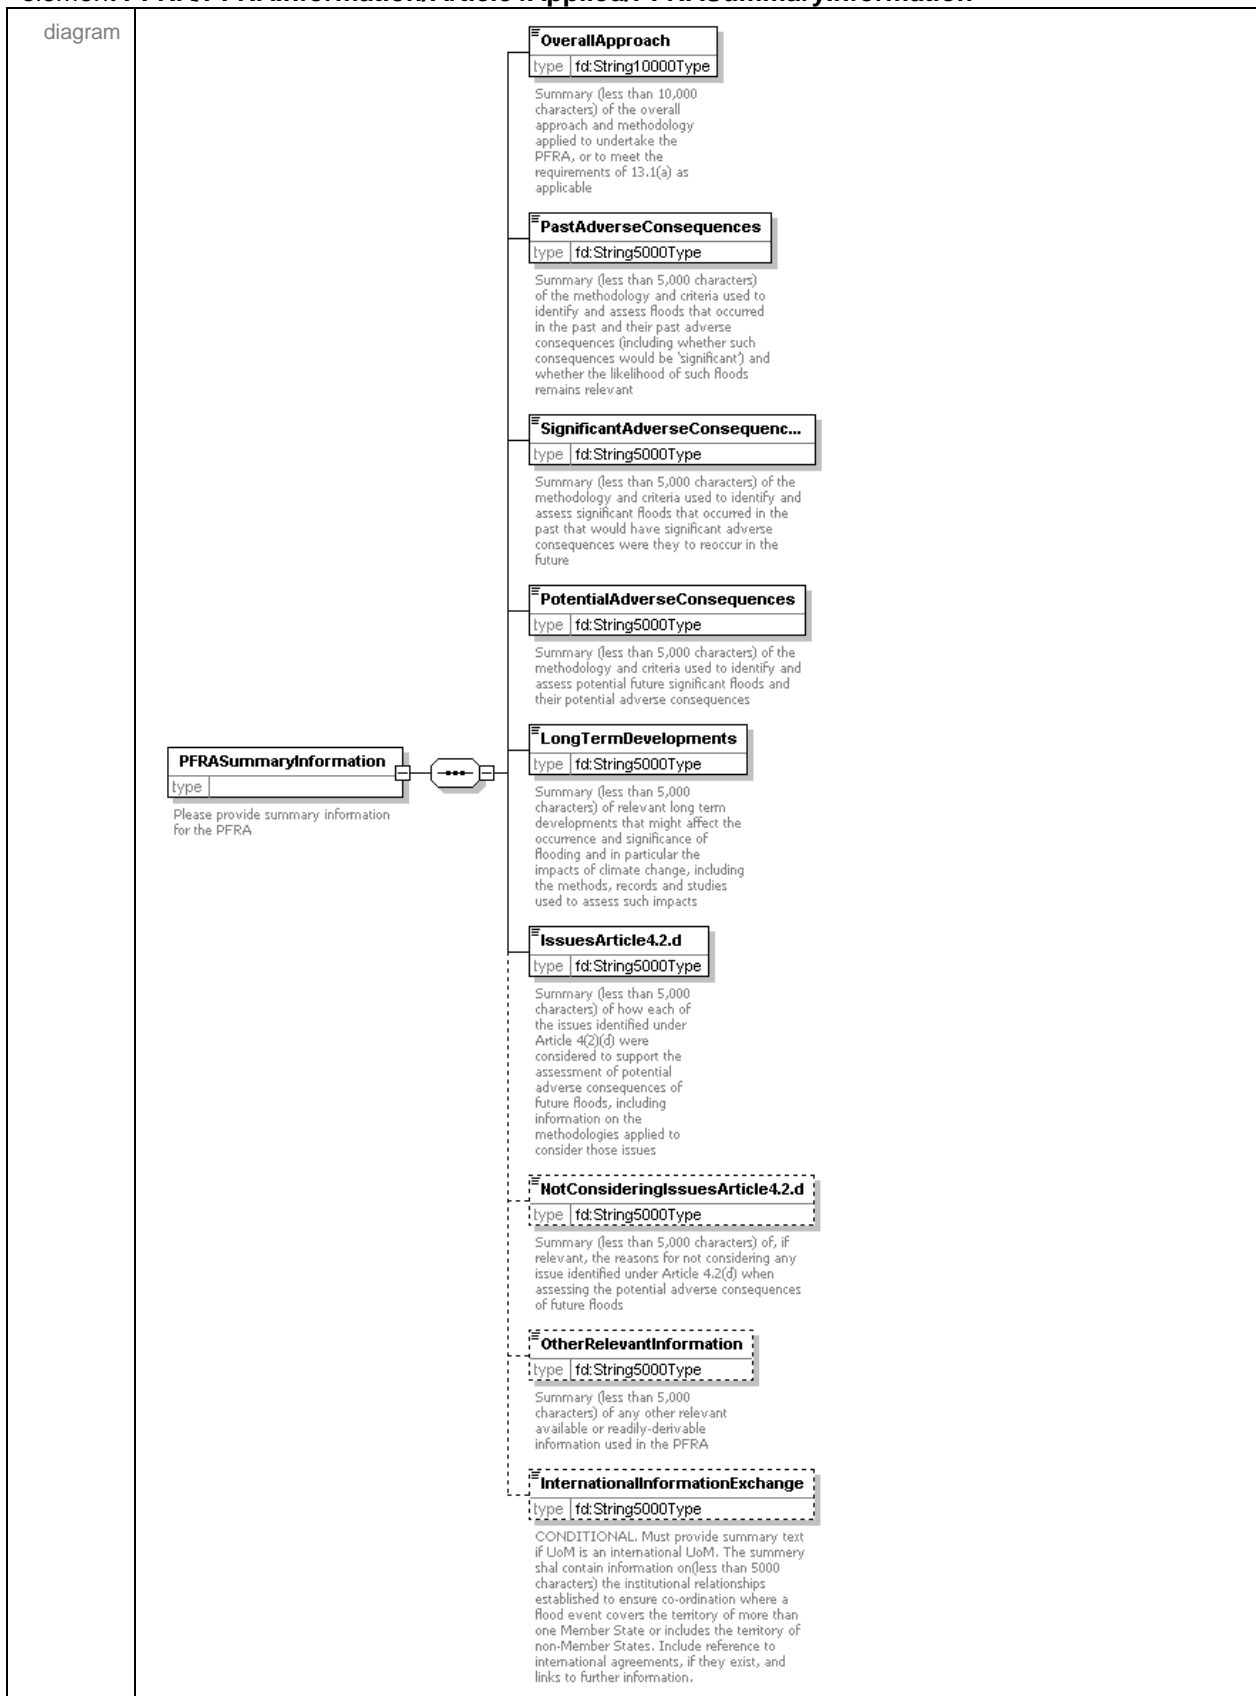 diagram
OverallApproach
type fd:String10000Type
Summary (less than 10,000
characters) of the overall
approach and methodology
applied to undertake the
PFRA, or to meet the
requirements of 13.1(a) as
applicable
PastAdverseConsequences
type fd:String5000Type
Summary (less than 5,000 characters)
of the methodology and criteria used to
identify and assess floods that occurred
in the past and their past adverse
consequences (including whether such
consequences would be 'significant') and
whether the likelihood of such floods
remains relevant
SignificantAdverseConsequenc...
type fd:String5000Type
Summary (less than 5,000 characters) of the
methodology and criteria used to identify and
assess significant floods that occurred in the
past that would have significant adverse
consequences were they to reoccur in the
future
PotentialAdverseConsequences
type fd:String5000Type
Summary (less than 5,000 characters) of the
methodology and criteria used to identify and
assess potential future significant floods and
their potential adverse consequences
PFRASummaryInformation
type
Please provide summary information
for the PFRA
LongTermDevelopments
type fd:String5000Type
Summary (less than 5,000
characters) of relevant long term
developments that might affect the
occurrence and significance of
flooding and in particular the
impacts of climate change, including
the methods, records and studies
used to assess such impacts
IssuesArticle4.2.d
type fd:String5000Type
Summary (less than 5,000
characters) of how each of
the issues identified under
Article 4(2)(d) were
considered to support the
assessment of potential
adverse consequences of
future floods, including
information on the
methodologies applied to
consider those issues
NotConsideringIssuesArticle4.2.d
type fd:String5000Type
Summary (less than 5,000 characters) of, if
relevant, the reasons for not considering any
issue identified under Article 4.2(d) when
assessing the potential adverse consequences
of future floods
OtherRelevantInformation
type fd:String5000Type
Summary (less than 5,000
characters) of any other relevant
available or readily-derivable
information used in the PFRA
InternationalInformationExchange
type fd:String5000Type
CONDITIONAL. Must provide summary text
if UoM is an international UoM. The summery
shal contain information on(less than 5000
characters) the institutional relationships
established to ensure co-ordination where a
flood event covers the territory of more than
one Member State or includes the territory of
non-Member States. Include reference to
international agreements, if they exist, and
links to further information.